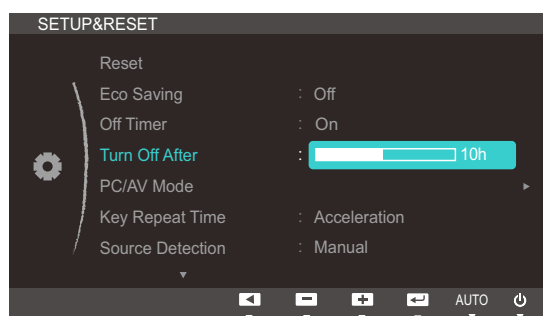 SETUP&RESET
Reset
Eco Saving : Off
Off Timer : On
Turn Off After : 10h
PC/AV Mode
Key Repeat Time : Acceleration
Source Detection : Manual
AUTO